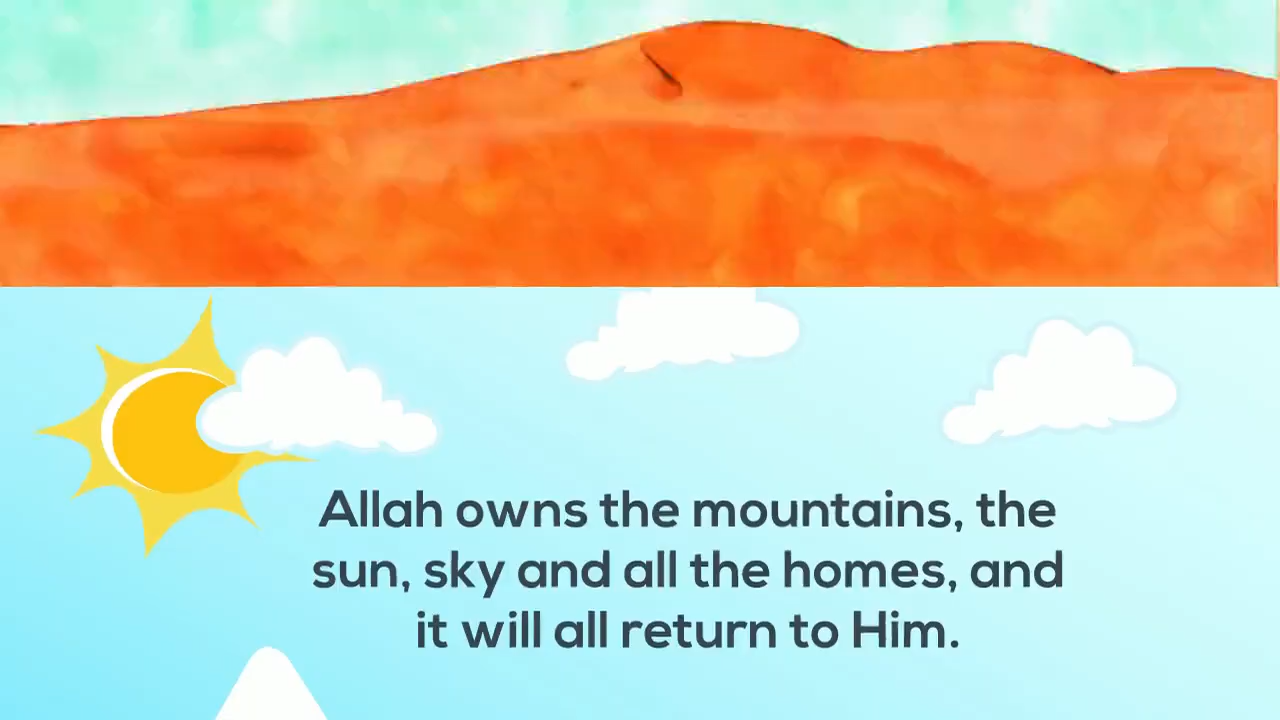 Allah owns the mountains, the
sun, sky and all the homes, and
it will all return to Him.